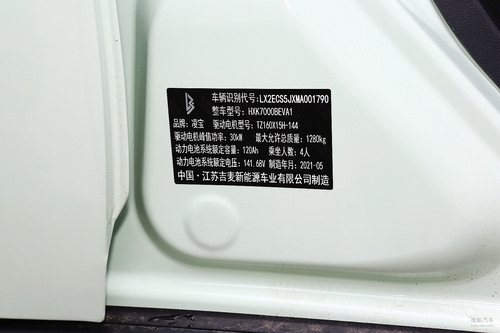 车辆识别代号:LX2ECS5JXMA001790
整车型号:HXK7000BEVA1
品牌:凌宝 驱动电机型号:TZ160X15H-144
驱动电机峰值功率:30kW 最大允许总质量:1280kg
动力电池系统额定容量:120Ah 乘坐人数:4人
动力电池系统额定电压:141.68V 制造年月:2021-05
中国·江苏吉麦新能源车业有限公司制造